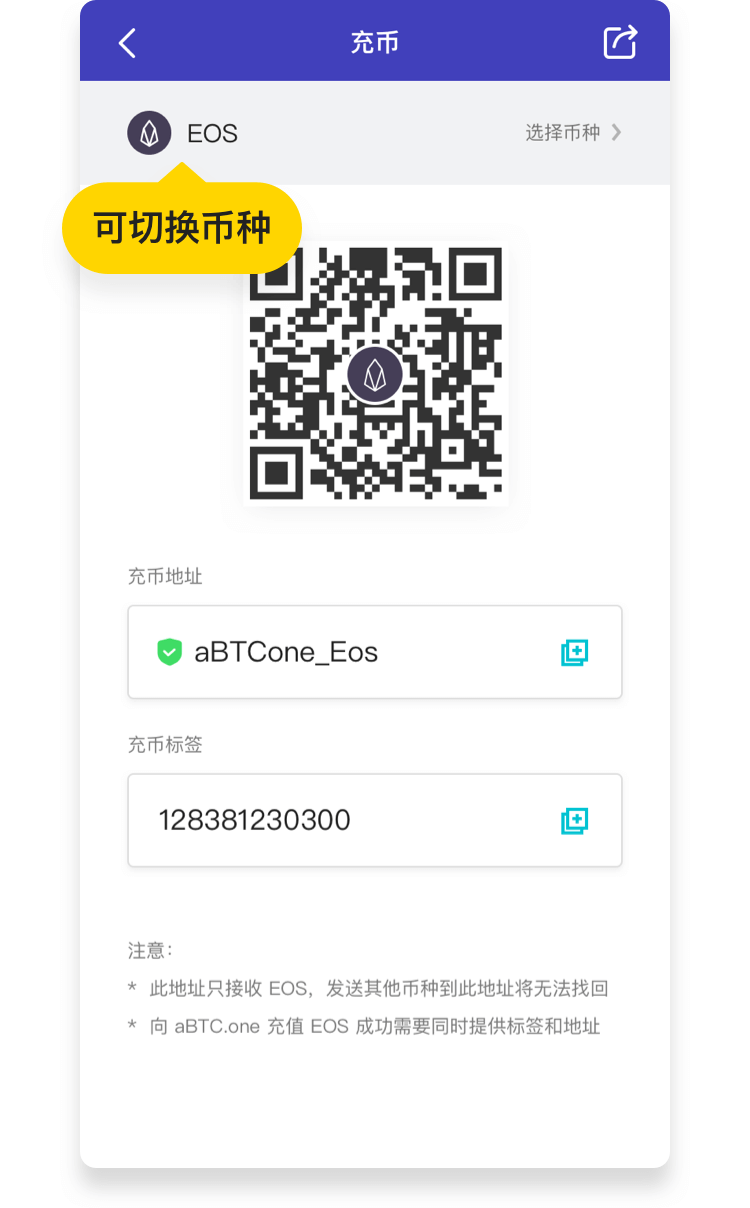 充币
EOS
选择币种
可切换币种
充币地址
aBTCone_Eos
充币标签
128381230300
注意：
* 此地址只接收 EOS，发送其他币种到此地址将无法找回
* 向 aBTC.one 充值 EOS 成功需要同时提供标签和地址